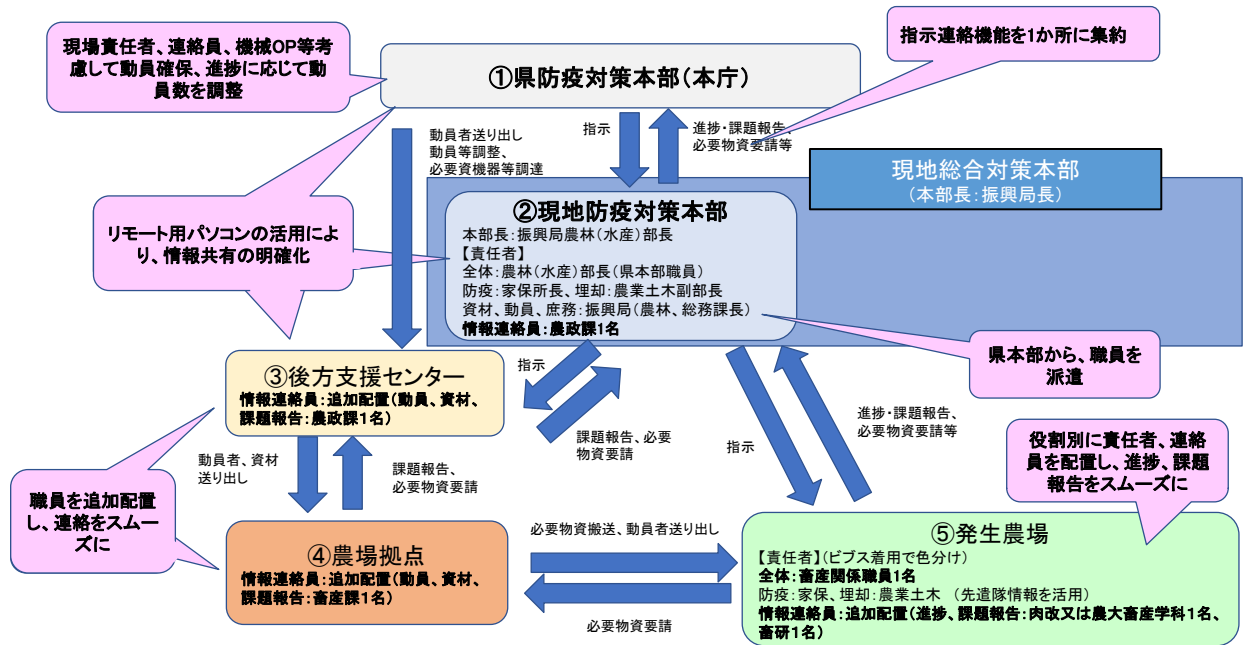 現場責任者、連絡員、機械OP等考
慮して動員確保、進捗に応じて動
員数を調整
指示連絡機能を1か所に集約
①県防疫対策本部(本庁)
動員者送り出し
動員等調整、
必要資機器等調達
指示
進捗・課題報告、
必要物資要請等
現地総合対策本部
(本部長:振興局長)
リモート用パソコンの活用によ
り、情報共有の明確化
②現地防疫対策本部
本部長:振興局農林(水産)部長
【責任者】
全体:農林(水産)部長(県本部職員)
防疫:家保所長、埋却:農業土木副部長
資材、動員、庶務:振興局(農林、総務課長)
情報連絡員:農政課1名
県本部から、職員を
派遣
③後方支援センター
情報連絡員:追加配置(動員、資材、
課題報告:農政課1名)
指示
課題報告、必要
物資要請
指示
進捗・課題報告、
必要物資要請等
役割別に責任者、連絡
員を配置し、進捗、課題
報告をスムーズに
動員者、資材
送り出し
課題報告、
必要物資要請
職員を追加配置
し、連絡をスムー
ズに
④農場拠点
情報連絡員:追加配置(動員、資材、
課題報告:畜産課1名)
必要物資搬送、動員者送り出し
必要物資要請
⑤発生農場
【責任者】(ビブス着用で色分け)
全体:畜産関係職員1名
防疫:家保、埋却:農業土木 (先遣隊情報を活用)
情報連絡員:追加配置(進捗、課題報告:肉改又は農大畜産学科1名、
畜研1名)